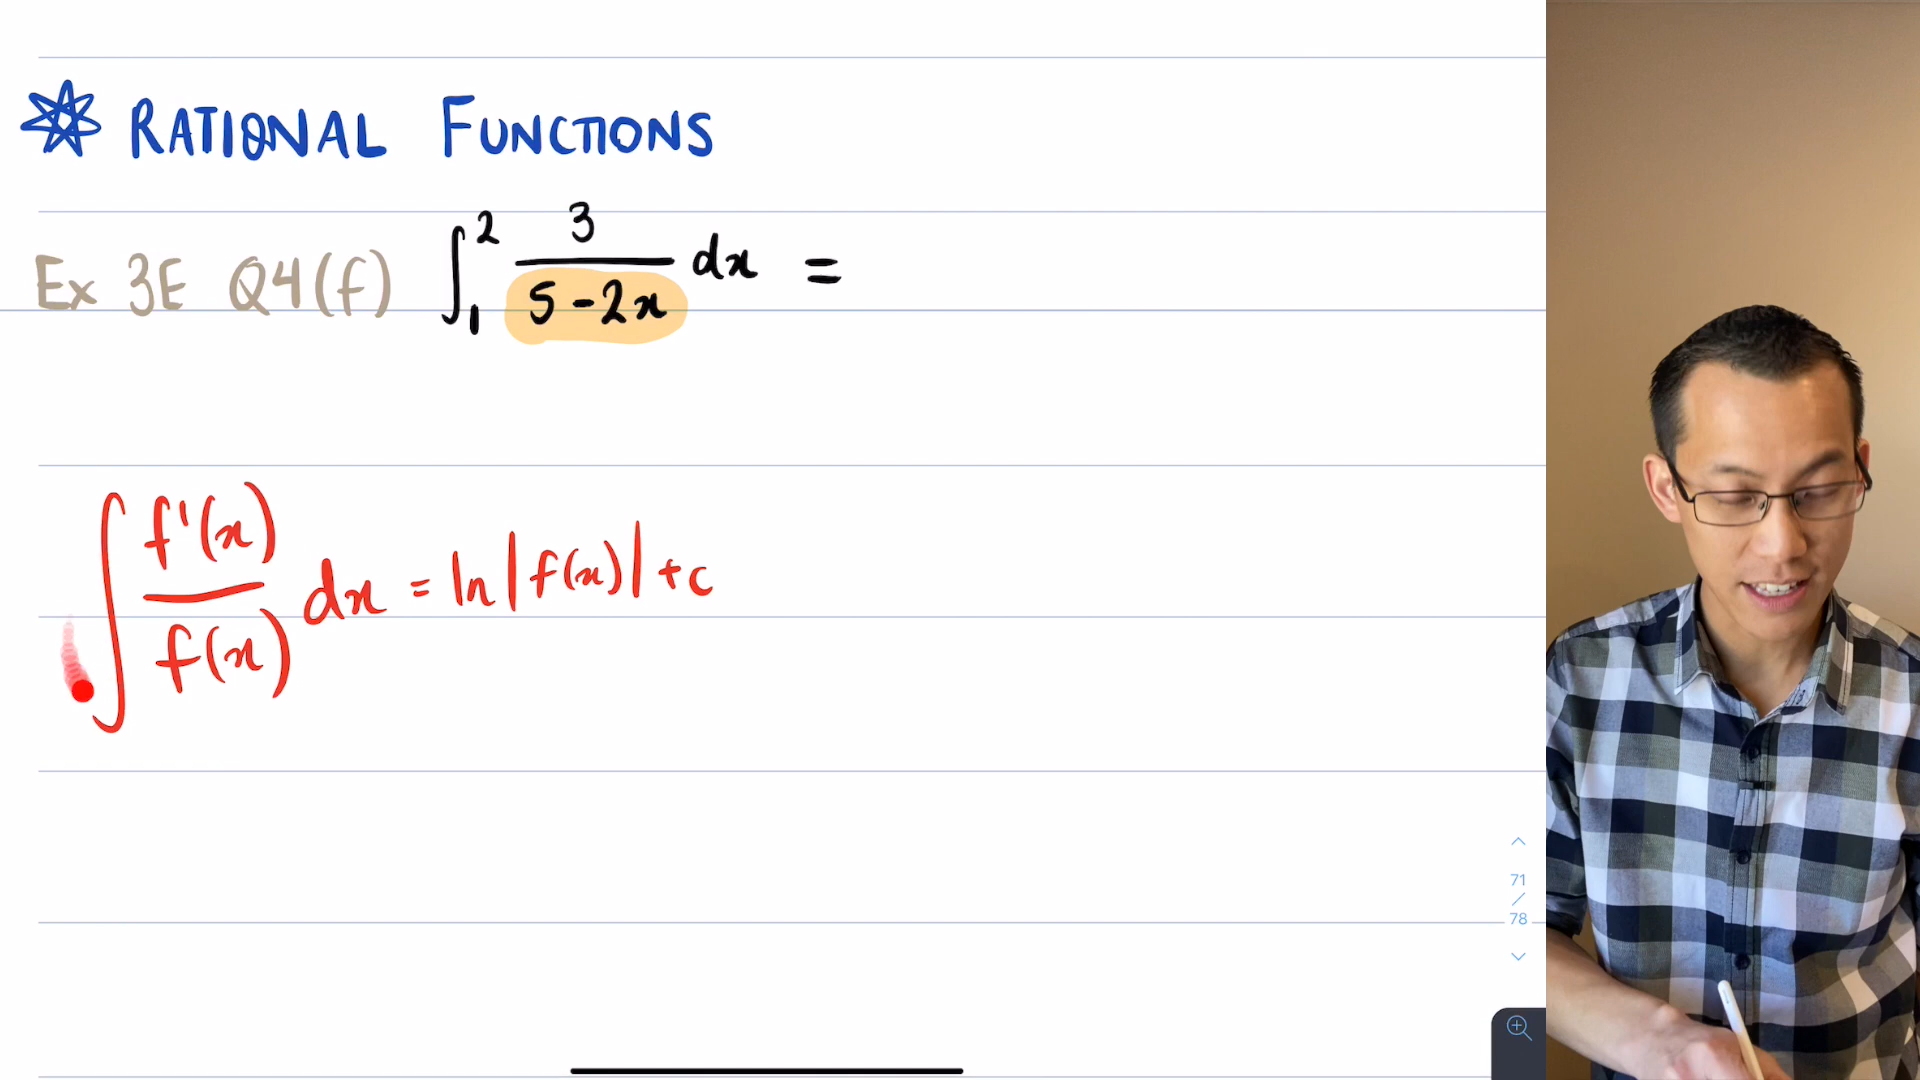 RATIONAL FUNCTIONS
Ex 3E Q4(f) ∫₁² 3/(5-2x) dx =
∫ f'(x)/f(x) dx = ln|f(x)| + c
71
/
78